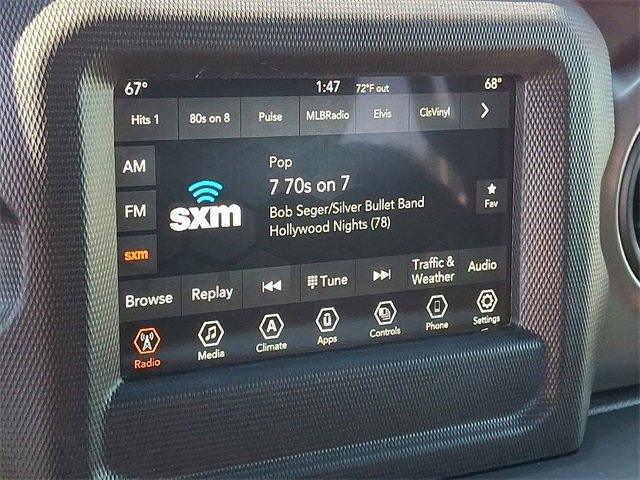 67° 1:47 72°F out 68°
Hits 1 80s on 8 Pulse MLBRadio Elvis ClsVinyl
AM
FM
sxm
sxm
Pop
7 70s on 7
Bob Seger/Silver Bullet Band
Hollywood Nights (78)
Fav
Browse Replay Tune Traffic & Weather Audio
Radio Media A Climate ū Apps Controls Phone Settings